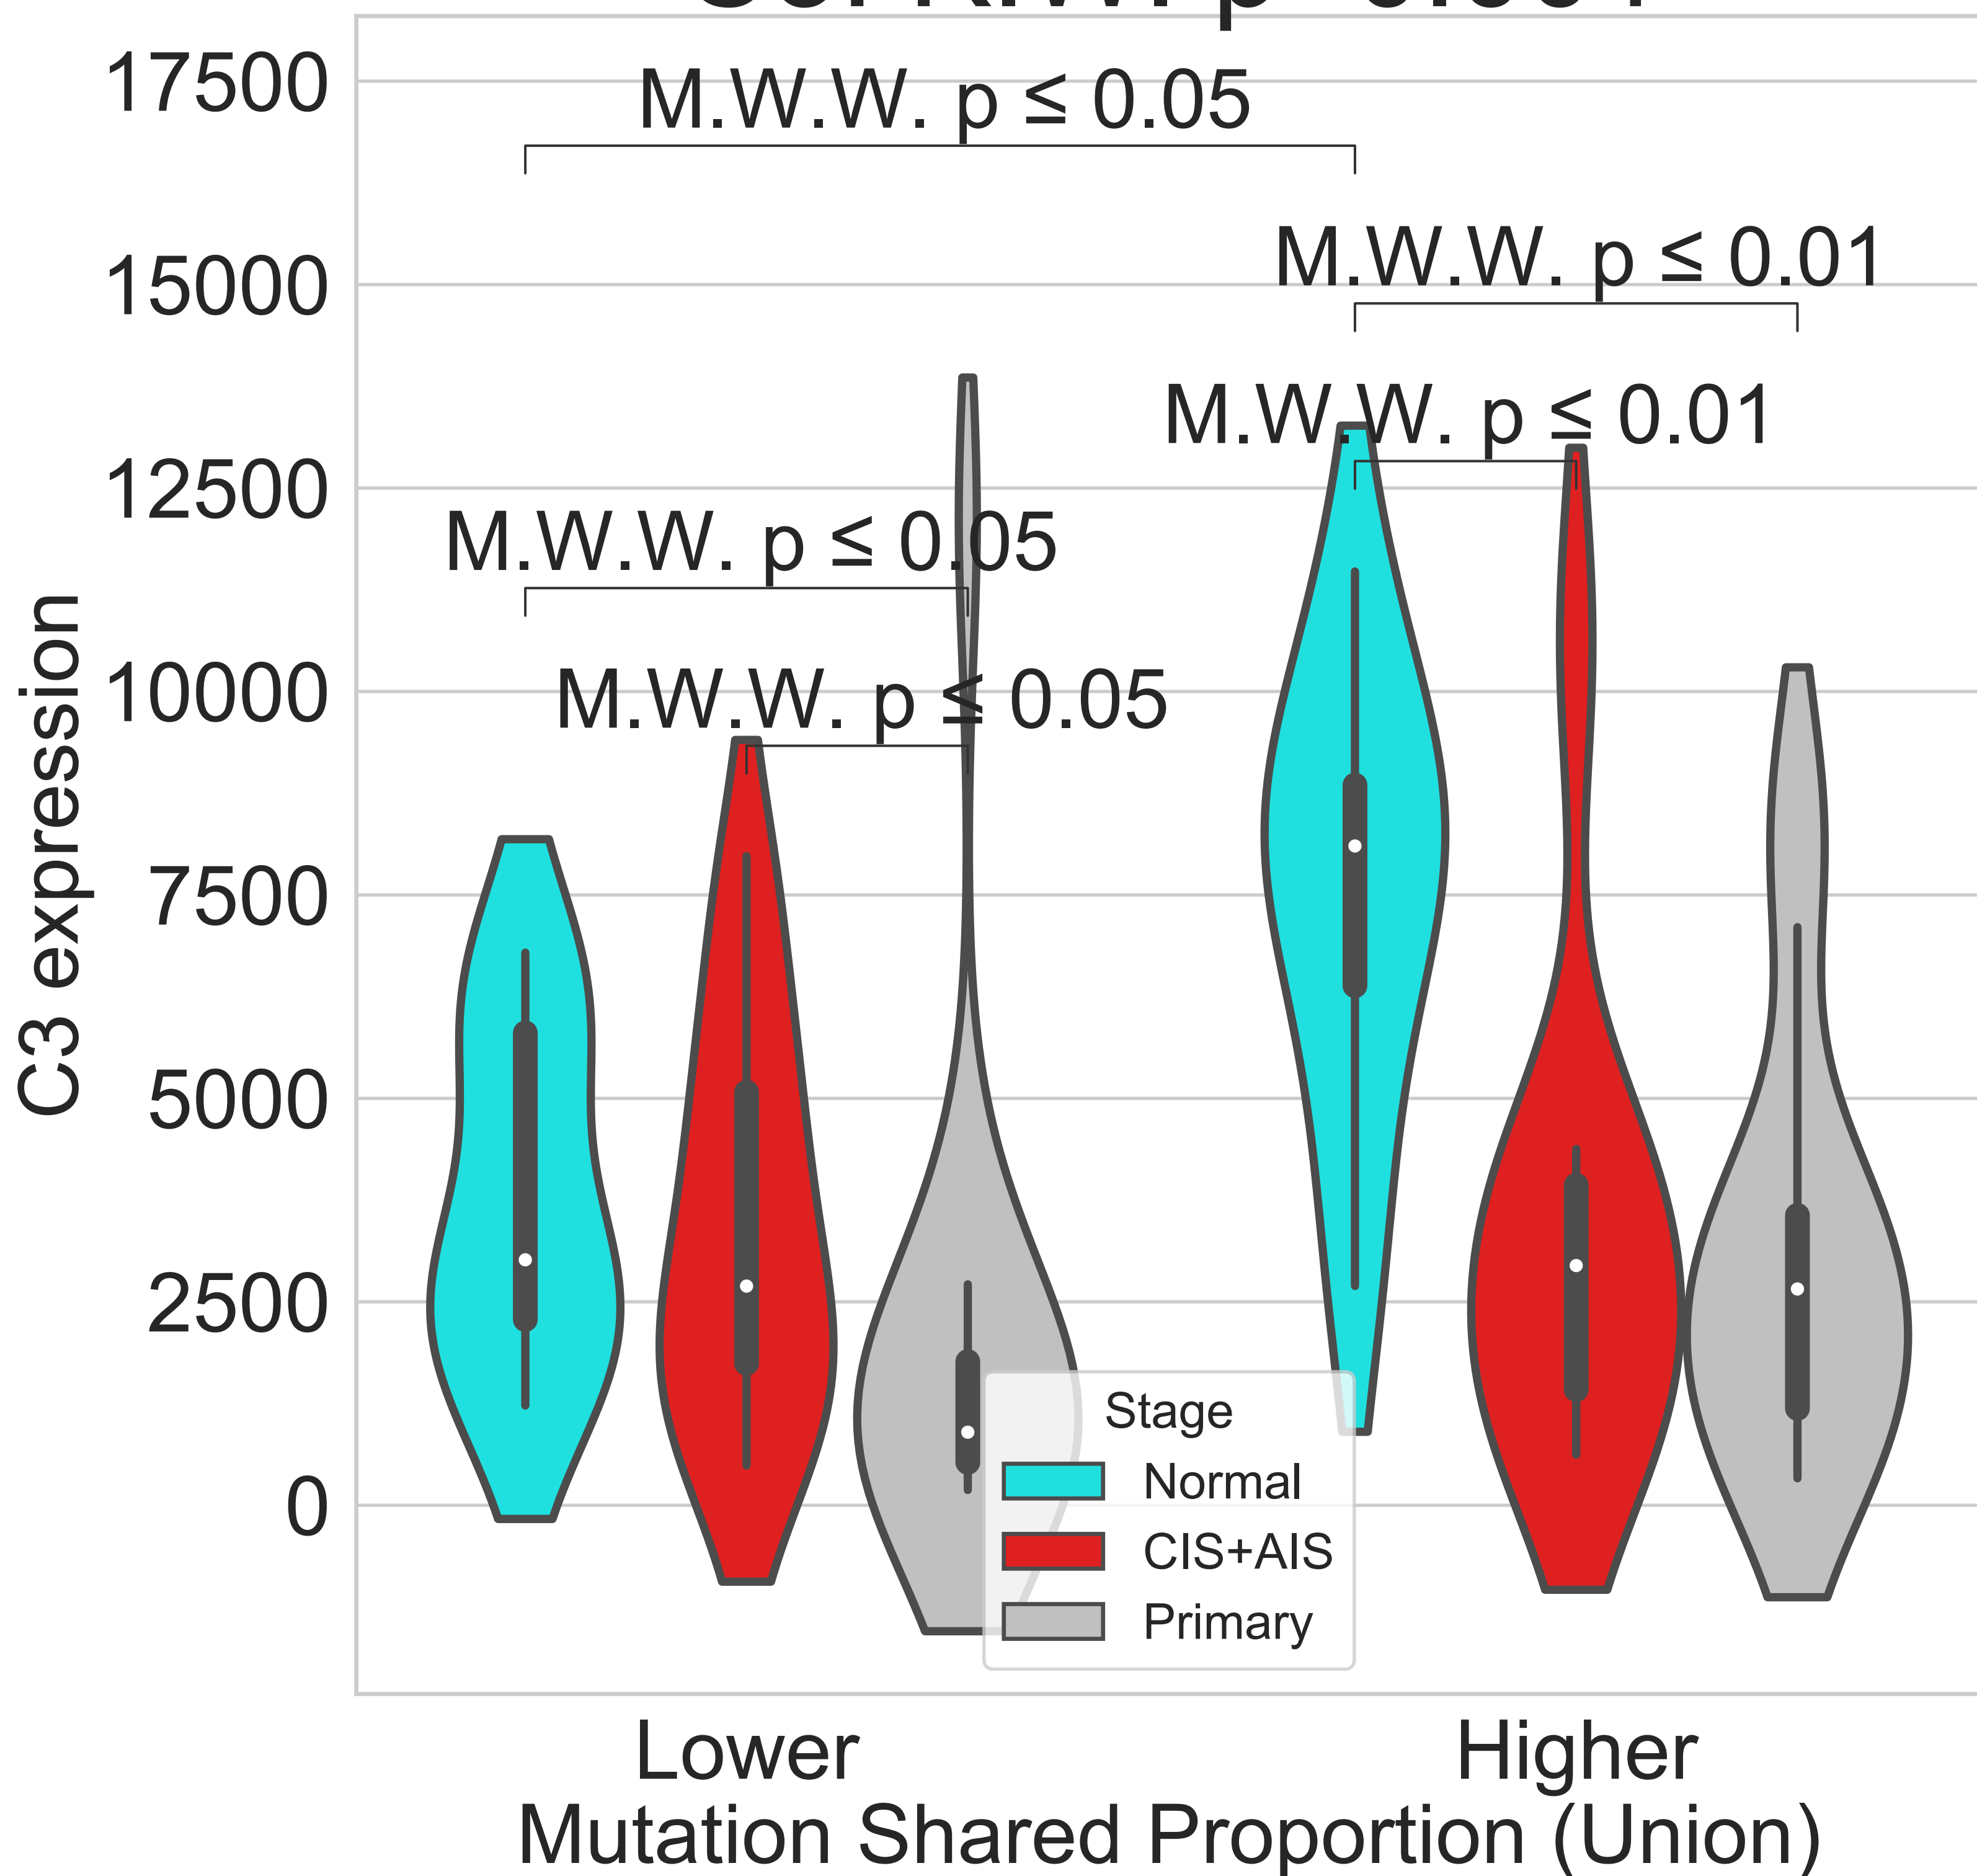 M.W.W. p ≤ 0.05
M.W.W. p ≤ 0.01
M.W.W. p ≤ 0.01
M.W.W. p ≤ 0.05
M.W.W. p ≤ 0.05
17500
15000
12500
10000
7500
5000
2500
0
C3 expression
Stage
Normal
CIS+AIS
Primary
Lower
Higher
Mutation Shared Proportion (Union)